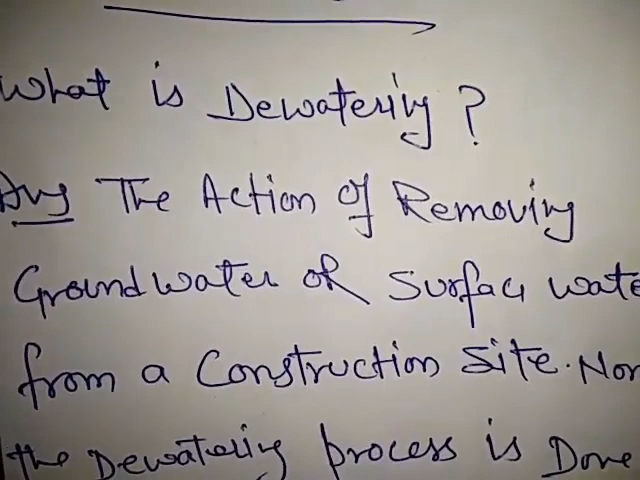 What is Dewatering?
Ans The Action of Removing
Groundwater or Surface wate
from a Construction Site. Nor
the Dewatering process is Done